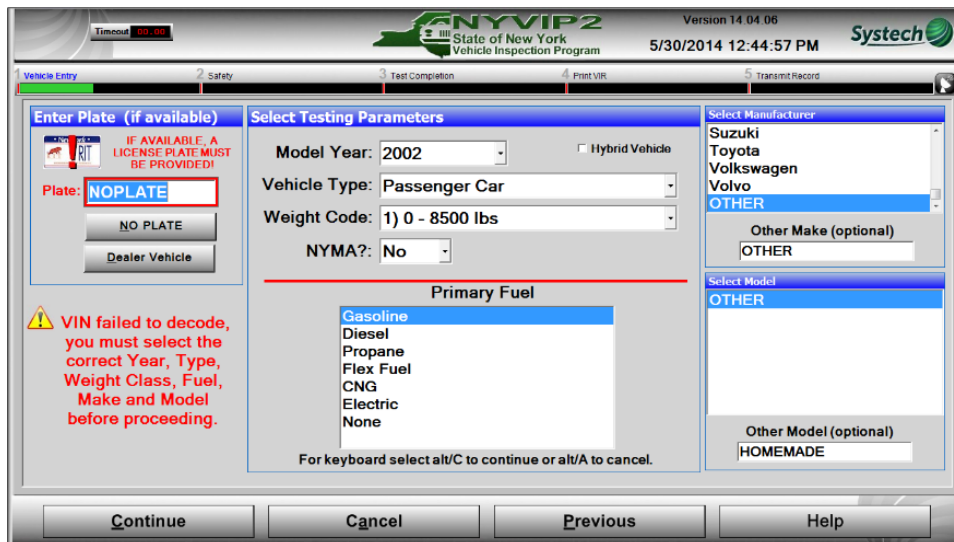 Timeout 00.00
NYVIP2
State of New York
Vehicle Inspection Program
Version 14.04.06
5/30/2014 12:44:57 PM
Systech
1 Vehicle Entry
2 Safety
3 Test Completion
4 Print VIR
5 Transmit Record
Enter Plate (if available)
IF AVAILABLE, A
LICENSE PLATE MUST
BE PROVIDED!
Plate: NOPLATE
NO PLATE
Dealer Vehicle
VIN failed to decode,
you must select the
correct Year, Type,
Weight Class, Fuel,
Make and Model
before proceeding.
Select Testing Parameters
Model Year: 2002
Hybrid Vehicle
Vehicle Type: Passenger Car
Weight Code: 1) 0 - 8500 lbs
NYMA?: No
Primary Fuel
Gasoline
Diesel
Propane
Flex Fuel
CNG
Electric
None
For keyboard select alt/C to continue or alt/A to cancel.
Select Manufacturer
Suzuki
Toyota
Volkswagen
Volvo
OTHER
Other Make (optional)
OTHER
Select Model
OTHER
Other Model (optional)
HOMEMADE
Continue
Cancel
Previous
Help